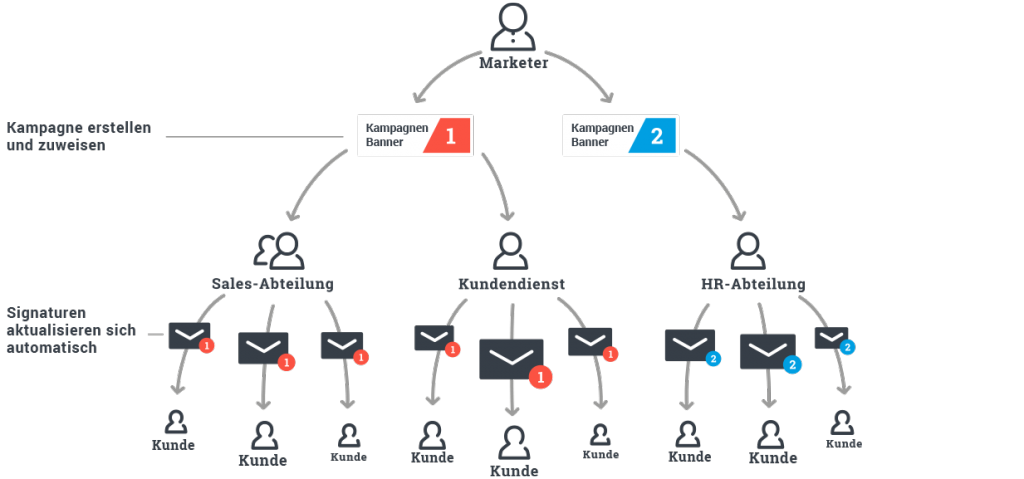 Marketer
Kampagne erstellen
und zuweisen
Kampagnen
Banner
1
Kampagnen
Banner
2
Sales-Abteilung
Kundendienst
HR-Abteilung
Signaturen
aktualisieren sich
automatisch
1
1
1
1
1
1
2
2
2
Kunde
Kunde
Kunde
Kunde
Kunde
Kunde
Kunde
Kunde
Kunde